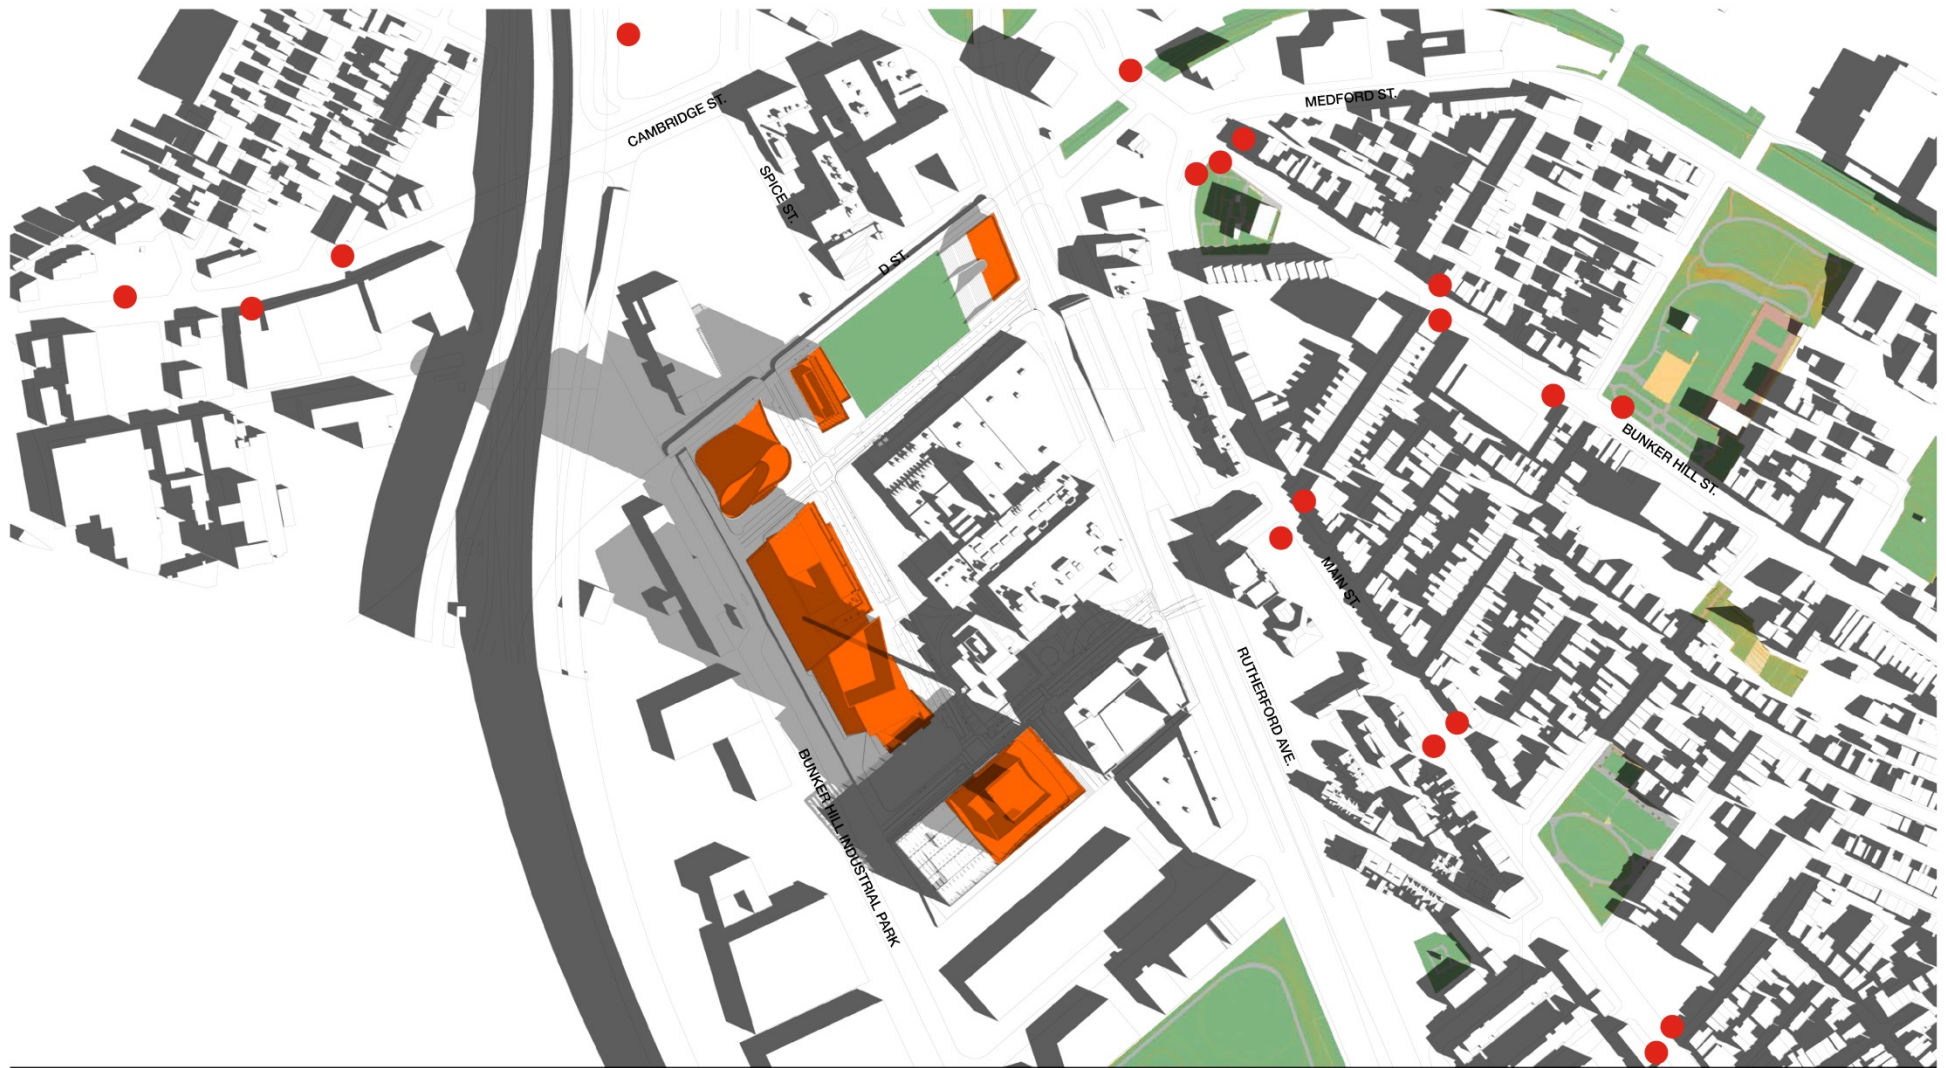 CAMBRIDGE ST.
MEDFORD ST.
SPICE ST.
D ST.
BUNKER HILL ST.
MAIN ST.
RUTHERFORD AVE.
BUNKER HILL INDUSTRIAL PARK